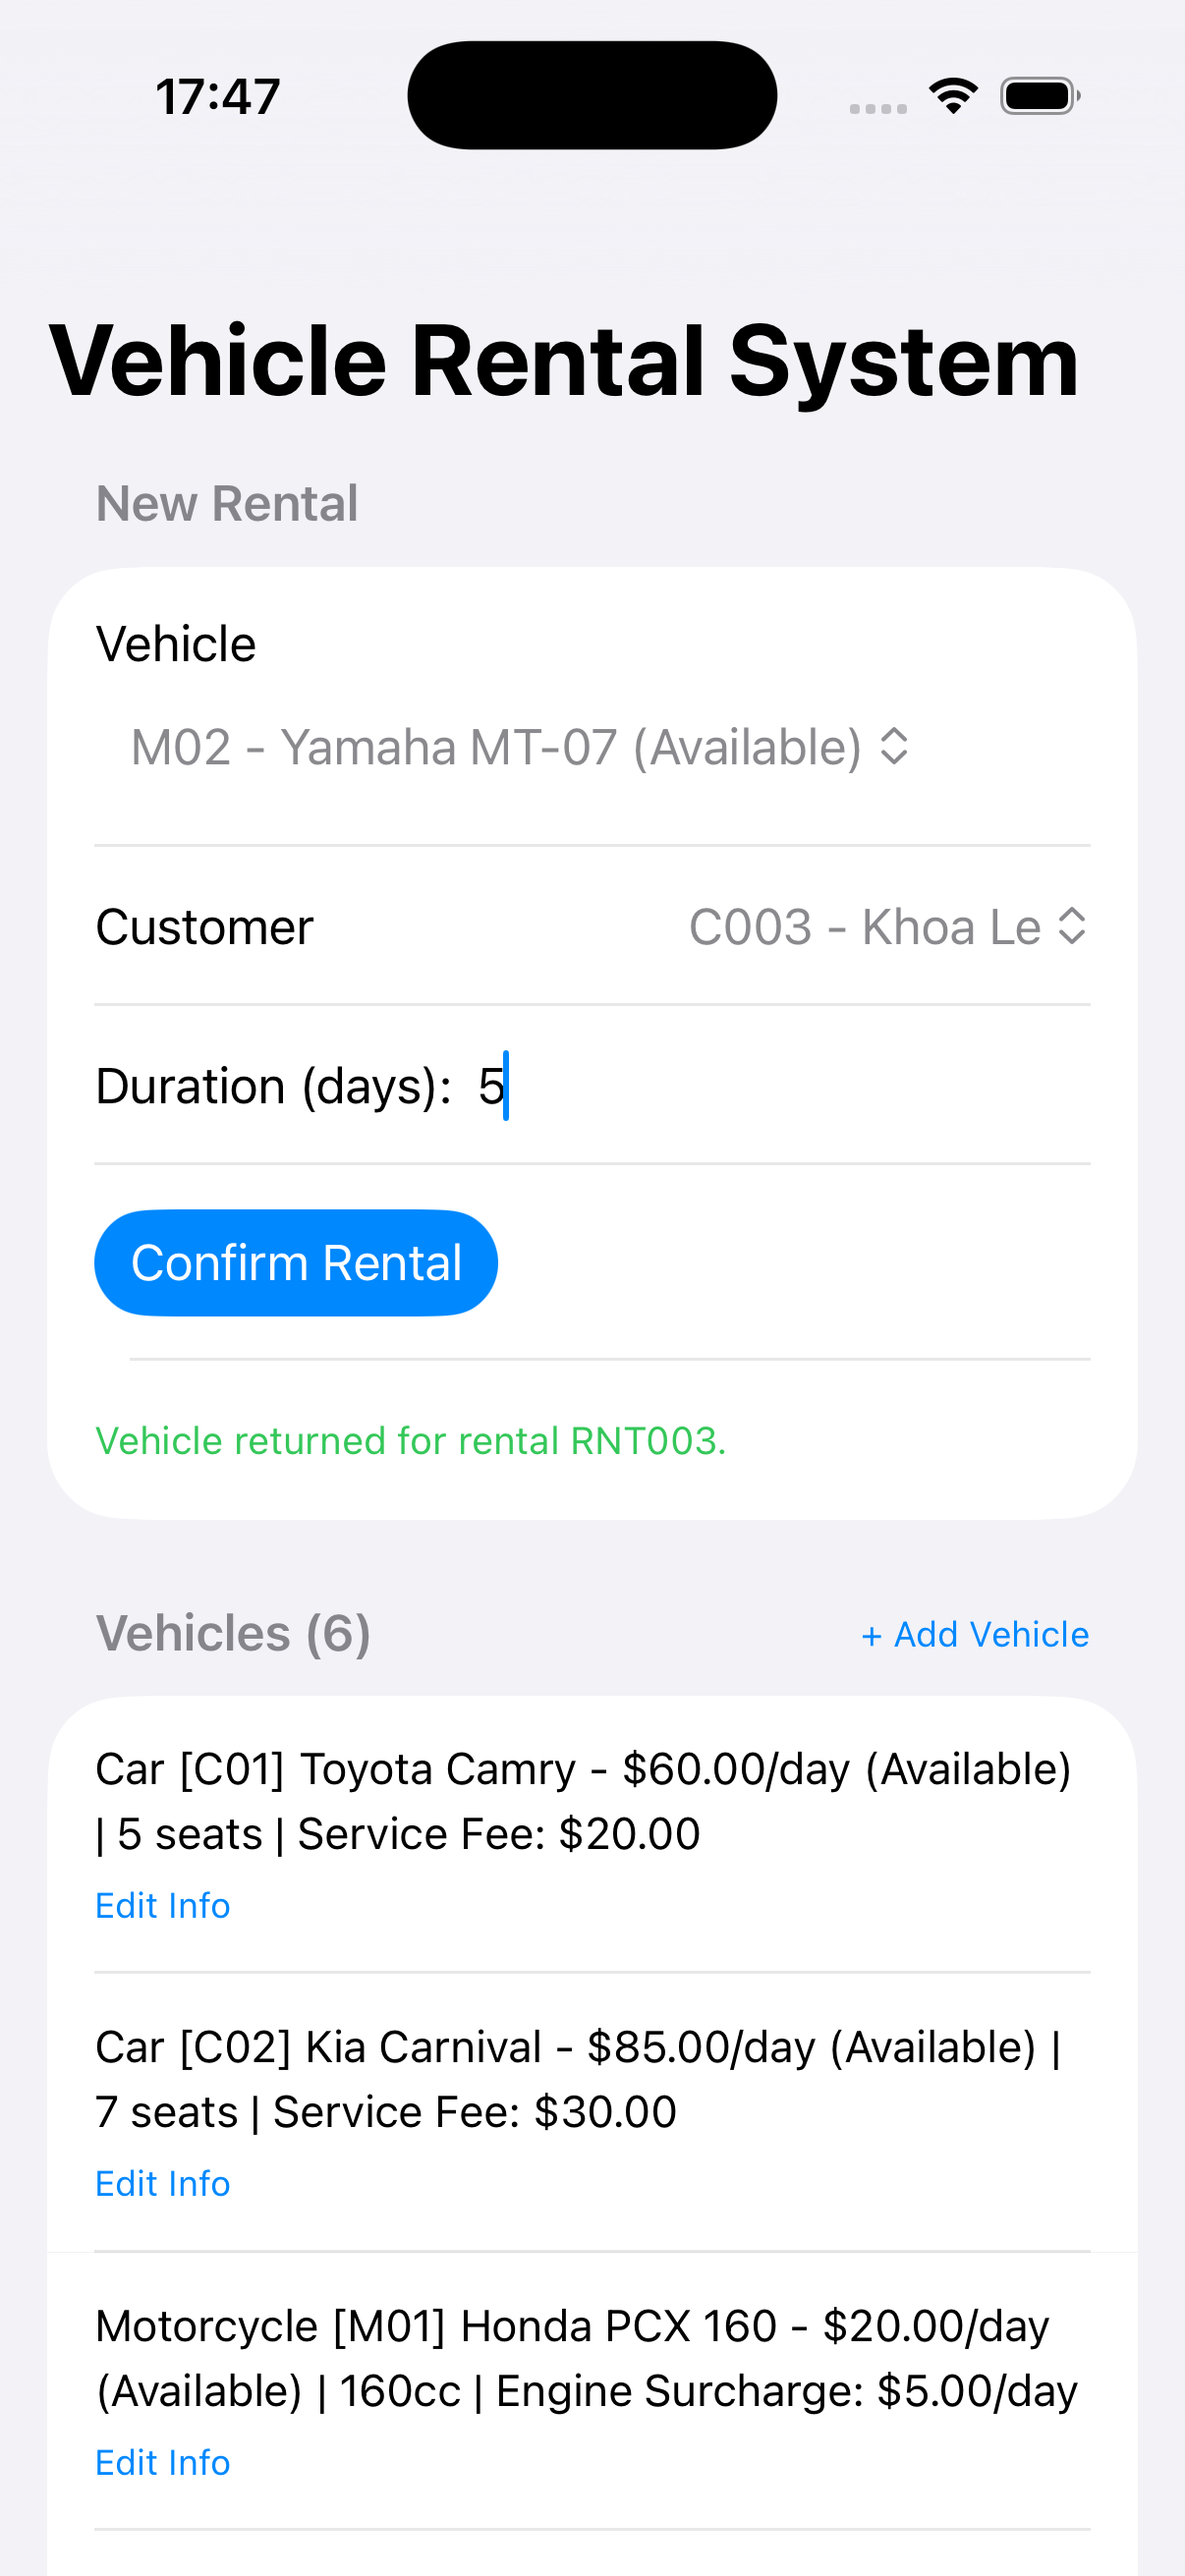 17:47
Vehicle Rental System
New Rental
Vehicle
M02 - Yamaha MT-07 (Available)
Customer
C003 - Khoa Le
Duration (days): 5
Confirm Rental
Vehicle returned for rental RNT003.
Vehicles (6)
+ Add Vehicle
Car [C01] Toyota Camry - $60.00/day (Available)
| 5 seats | Service Fee: $20.00
Edit Info
Car [C02] Kia Carnival - $85.00/day (Available) |
7 seats | Service Fee: $30.00
Edit Info
Motorcycle [M01] Honda PCX 160 - $20.00/day
(Available) | 160cc | Engine Surcharge: $5.00/day
Edit Info